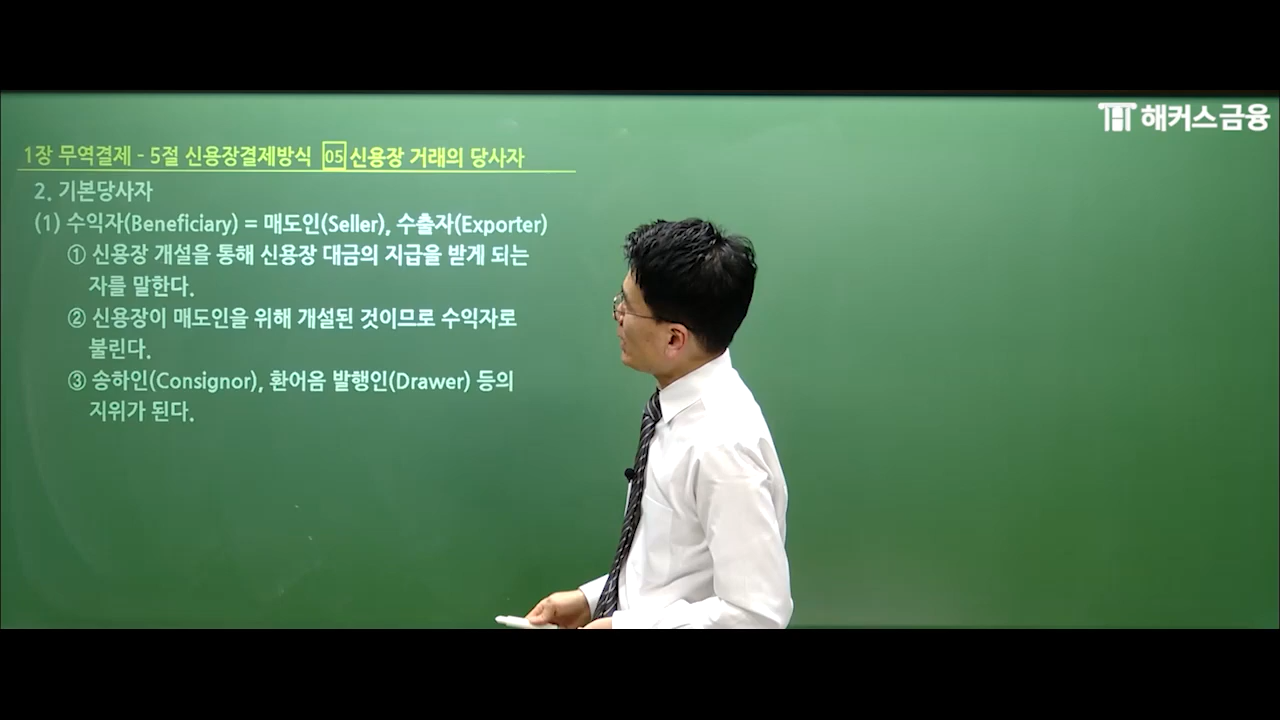 해커스금융
1장 무역결제 - 5절 신용장결제방식 05 신용장 거래의 당사자
2. 기본당사자
(1) 수익자(Beneficiary) = 매도인(Seller), 수출자(Exporter)
① 신용장 개설을 통해 신용장 대금의 지급을 받게 되는
자를 말한다.
② 신용장이 매도인을 위해 개설된 것이므로 수익자로
불린다.
③ 송하인(Consignor), 환어음 발행인(Drawer) 등의
지위가 된다.